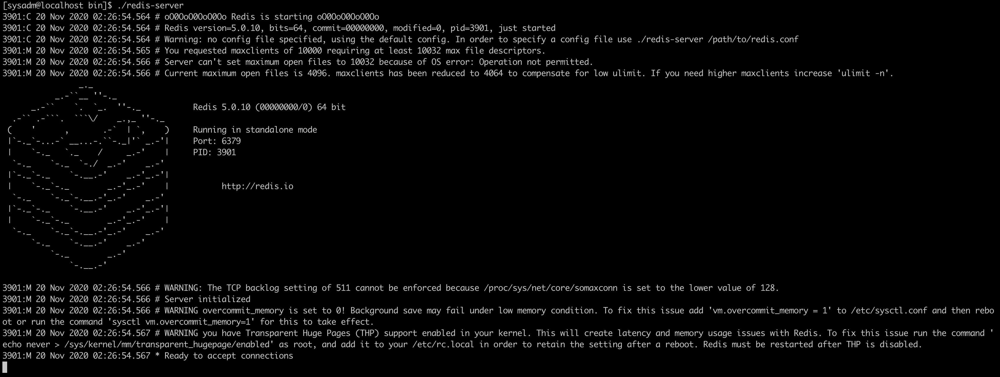 [sysadm@localhost bin]$ ./redis-server
3901:C 20 Nov 2020 02:26:54.564 # oO0OoO0OoO0Oo Redis is starting oO0OoO0OoO0Oo
3901:C 20 Nov 2020 02:26:54.564 # Redis version=5.0.10, bits=64, commit=00000000, modified=0, pid=3901, just started
3901:C 20 Nov 2020 02:26:54.564 # Warning: no config file specified, using the default config. In order to specify a config file use ./redis-server /path/to/redis.conf
3901:M 20 Nov 2020 02:26:54.565 # You requested maxclients of 10000 requiring at least 10032 max file descriptors.
3901:M 20 Nov 2020 02:26:54.566 # Server can't set maximum open files to 10032 because of OS error: Operation not permitted.
3901:M 20 Nov 2020 02:26:54.566 # Current maximum open files is 4096. maxclients has been reduced to 4064 to compensate for low ulimit. If you need higher maxclients increase 'ulimit -n'.
Redis 5.0.10 (00000000/0) 64 bit
Running in standalone mode
Port: 6379
PID: 3901
http://redis.io
3901:M 20 Nov 2020 02:26:54.566 # WARNING: The TCP backlog setting of 511 cannot be enforced because /proc/sys/net/core/somaxconn is set to the lower value of 128.
3901:M 20 Nov 2020 02:26:54.566 # Server initialized
3901:M 20 Nov 2020 02:26:54.566 # WARNING overcommit_memory is set to 0! Background save may fail under low memory condition. To fix this issue add 'vm.overcommit_memory = 1' to /etc/sysctl.conf and then rebo
ot or run the command 'sysctl vm.overcommit_memory=1' for this to take effect.
3901:M 20 Nov 2020 02:26:54.567 # WARNING you have Transparent Huge Pages (THP) support enabled in your kernel. This will create latency and memory usage issues with Redis. To fix this issue run the command '
echo never > /sys/kernel/mm/transparent_hugepage/enabled' as root, and add it to your /etc/rc.local in order to retain the setting after a reboot. Redis must be restarted after THP is disabled.
3901:M 20 Nov 2020 02:26:54.567 * Ready to accept connections